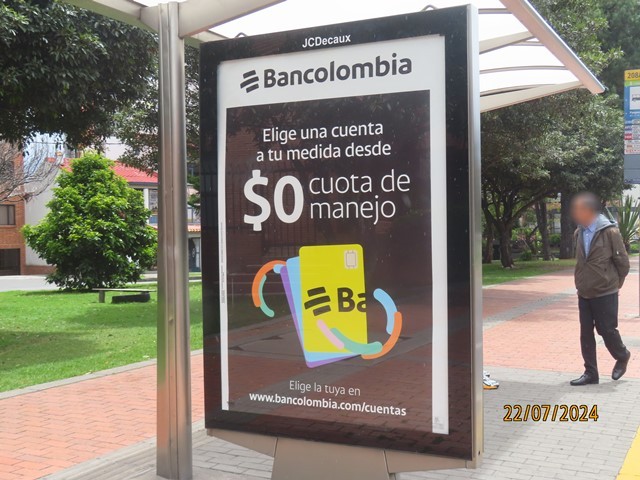 JCDecaux
Bancolombia
Elige una cuenta
a tu medida desde
$0 cuota de
manejo
Ba
Elige la tuya en
www.bancolombia.com/cuentas
22/07/2024